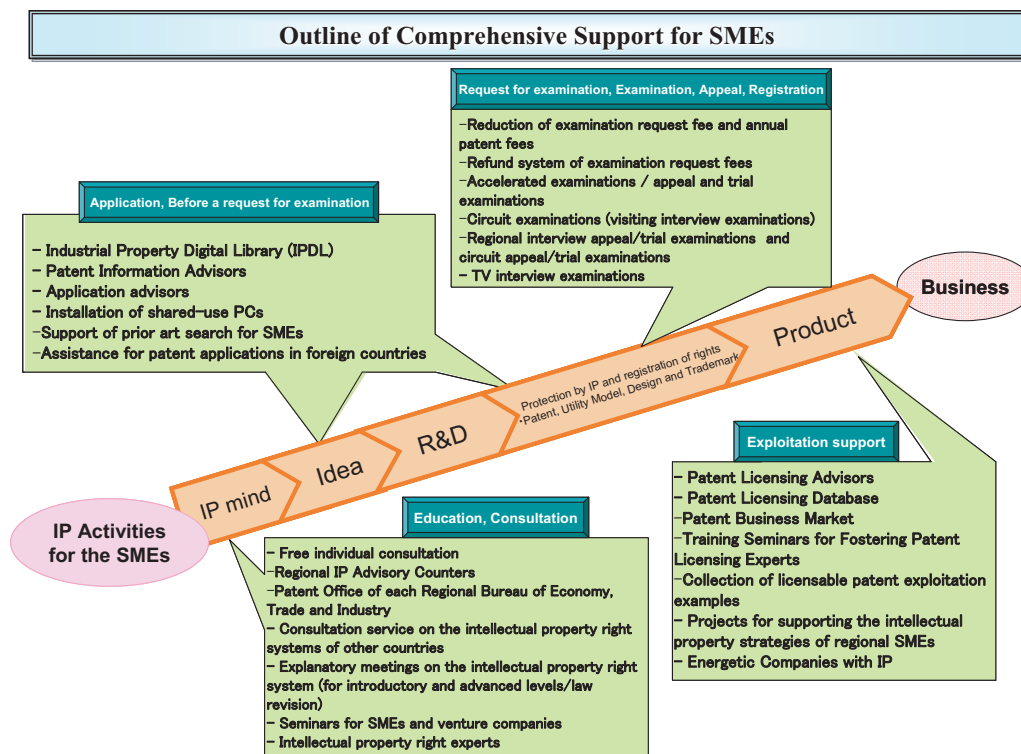 Outline of Comprehensive Support for SMEs
Request for examination, Examination, Appeal, Registration
-Reduction of examination request fee and annual
patent fees
-Refund system of examination request fees
-Accelerated examinations / appeal and trial
examinations
-Circuit examinations (visiting interview examinations)
-Regional interview appeal/trial examinations and
circuit appeal/trial examinations
- TV interview examinations
Application, Before a request for examination
- Industrial Property Digital Library (IPDL)
- Patent Information Advisors
- Application advisors
- Installation of shared-use PCs
-Support of prior art search for SMEs
-Assistance for patent applications in foreign countries
Business
Product
Protection by IP and registration of rights
・Patent, Utility Model, Design and Trademark
R&D
Idea
IP mind
IP Activities
for the SMEs
Education, Consultation
- Free individual consultation
-Regional IP Advisory Counters
-Patent Office of each Regional Bureau of Economy,
Trade and Industry
- Consultation service on the intellectual property right
systems of other countries
- Explanatory meetings on the intellectual property right
system (for introductory and advanced levels/law
revision)
- Seminars for SMEs and venture companies
- Intellectual property right experts
Exploitation support
- Patent Licensing Advisors
- Patent Licensing Database
-Patent Business Market
-Training Seminars for Fostering Patent
Licensing Experts
-Collection of licensable patent exploitation
examples
- Projects for supporting the intellectual
property strategies of regional SMEs
- Energetic Companies with IP